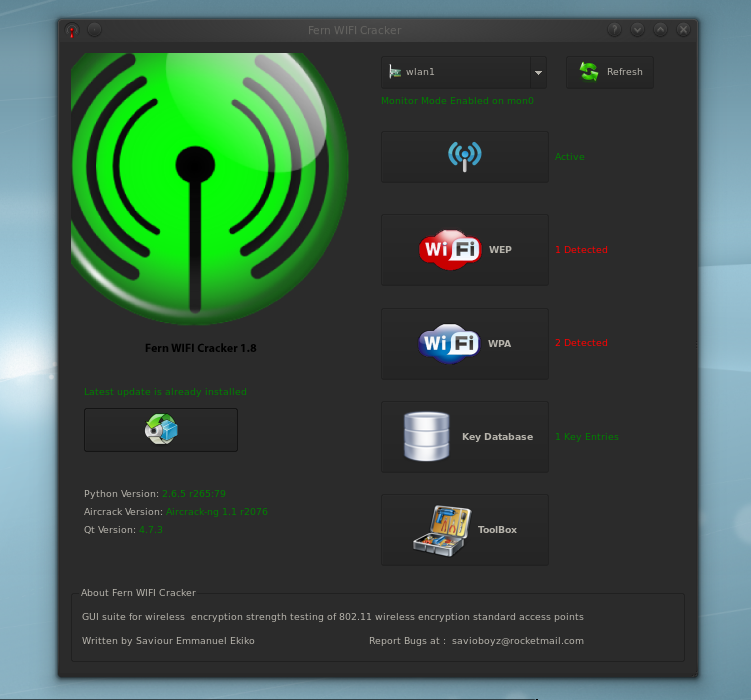 Fern WIFI Cracker
wlan1
Refresh
Monitor Mode Enabled on mon0
Active
WiFi WEP
1 Detected
Fern WIFI Cracker 1.8
WiFi WPA
2 Detected
Latest update is already installed
Key Database
1 Key Entries
Python Version: 2.6.5 r265:79
Aircrack Version: Aircrack-ng 1.1 r2076
Qt Version: 4.7.3
ToolBox
About Fern WIFI Cracker
GUI suite for wireless encryption strength testing of 802.11 wireless encryption standard access points
Written by Saviour Emmanuel Ekiko
Report Bugs at : savioboyz@rocketmail.com